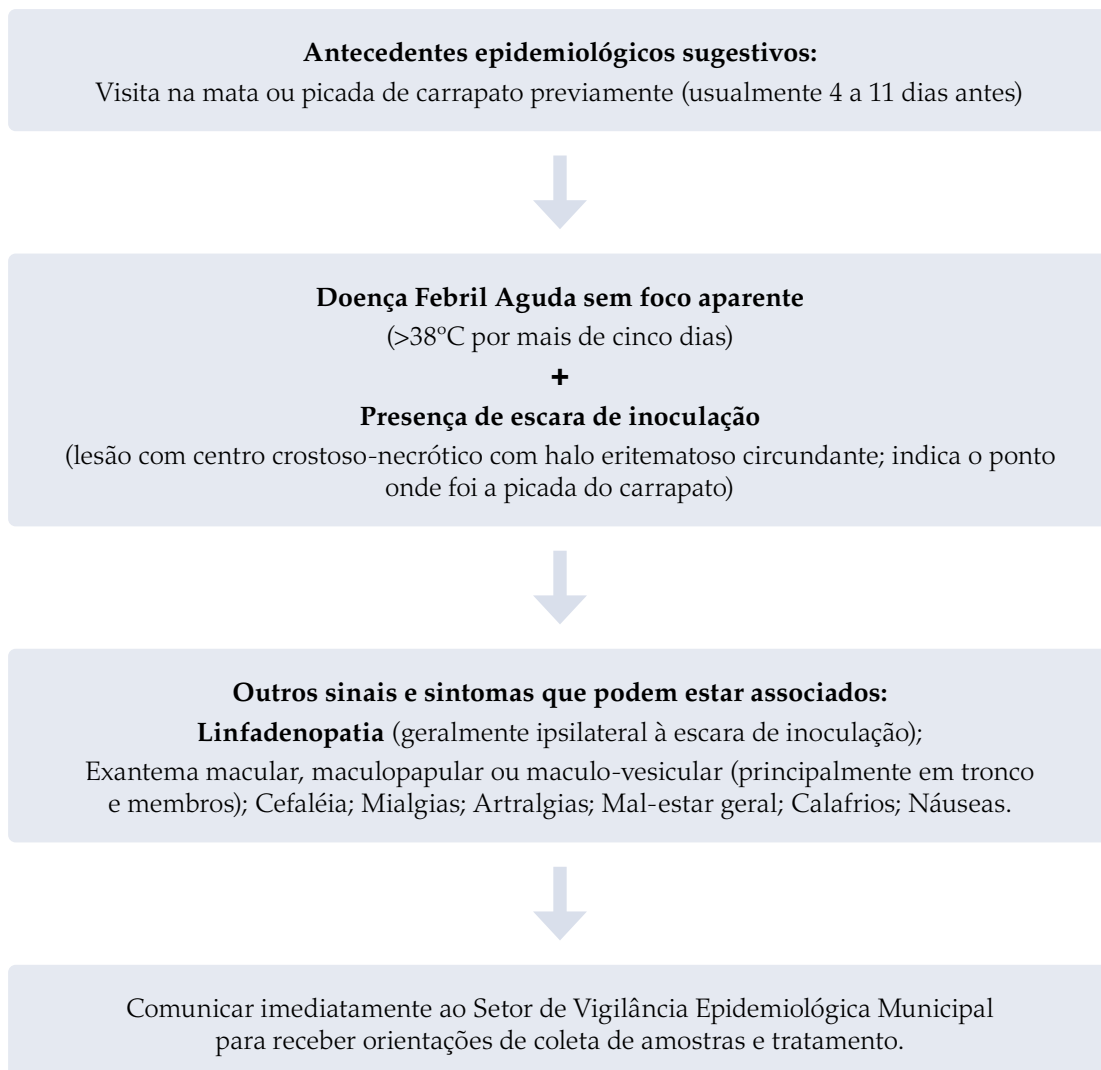 Antecedentes epidemiológicos sugestivos:
Visita na mata ou picada de carrapato previamente (usualmente 4 a 11 dias antes)
Doença Febril Aguda sem foco aparente
(>38ºC por mais de cinco dias)
+
Presença de escara de inoculação
(lesão com centro crostoso-necrótico com halo eritematoso circundante; indica o ponto
onde foi a picada do carrapato)
Outros sinais e sintomas que podem estar associados:
Linfadenopatia (geralmente ipsilateral à escara de inoculação);
Exantema macular, maculopapular ou maculo-vesicular (principalmente em tronco
e membros); Cefaléia; Mialgias; Artralgias; Mal-estar geral; Calafrios; Náuseas.
Comunicar imediatamente ao Setor de Vigilância Epidemiológica Municipal
para receber orientações de coleta de amostras e tratamento.